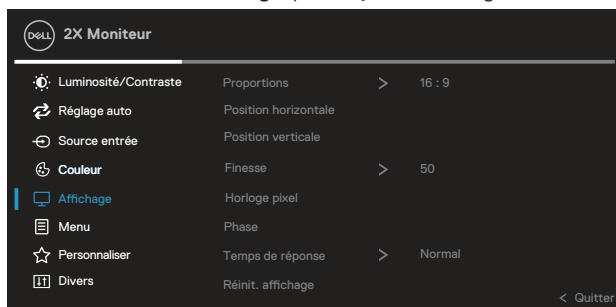 DELL 2X Moniteur
Luminosité/Contraste Proportions > 16 : 9
Réglage auto Position horizontale
Source entrée Position verticale
Couleur Finesse > 50
Affichage Horloge pixel
Menu Phase
Personnaliser Temps de réponse > Normal
Divers Réinit. affichage
< Quitter